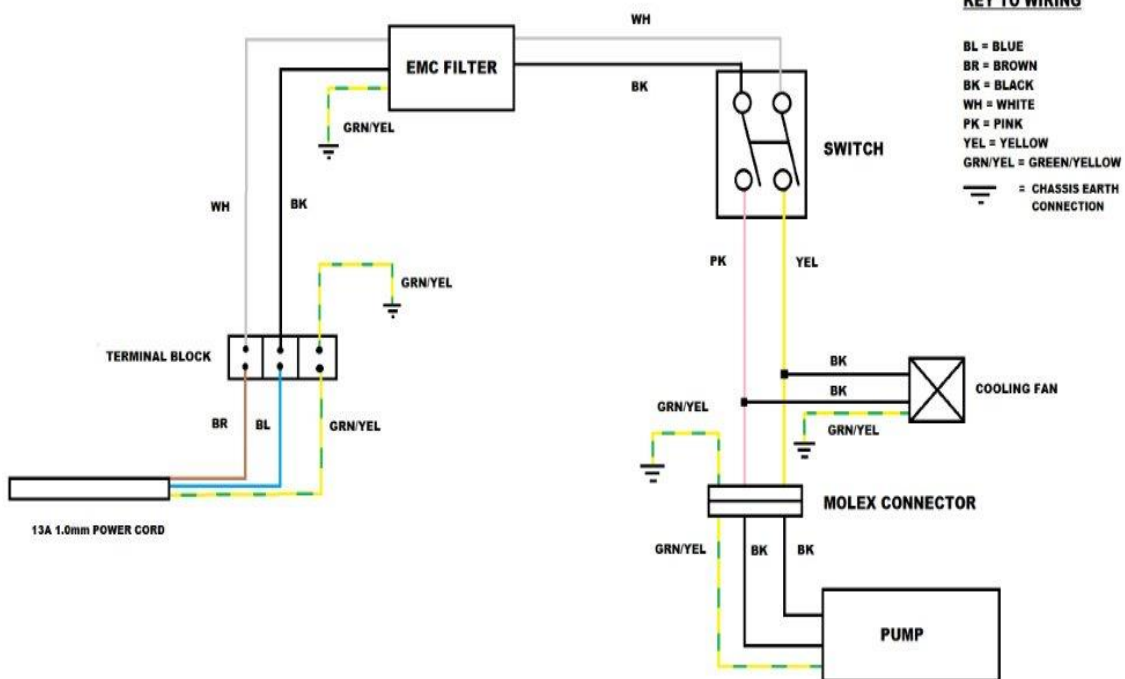 KEY TO WIRING
BL = BLUE
BR = BROWN
BK = BLACK
WH = WHITE
PK = PINK
YEL = YELLOW
GRN/YEL = GREEN/YELLOW
= CHASSIS EARTH
CONNECTION
WH
WH
EMC FILTER
BK
GRN/YEL
SWITCH
WH
BK
PK
YEL
GRN/YEL
TERMINAL BLOCK
BK
BK
COOLING FAN
GRN/YEL
GRN/YEL
BR
BL
GRN/YEL
MOLEX CONNECTOR
13A 1.0mm POWER CORD
GRN/YEL
BK
BK
PUMP